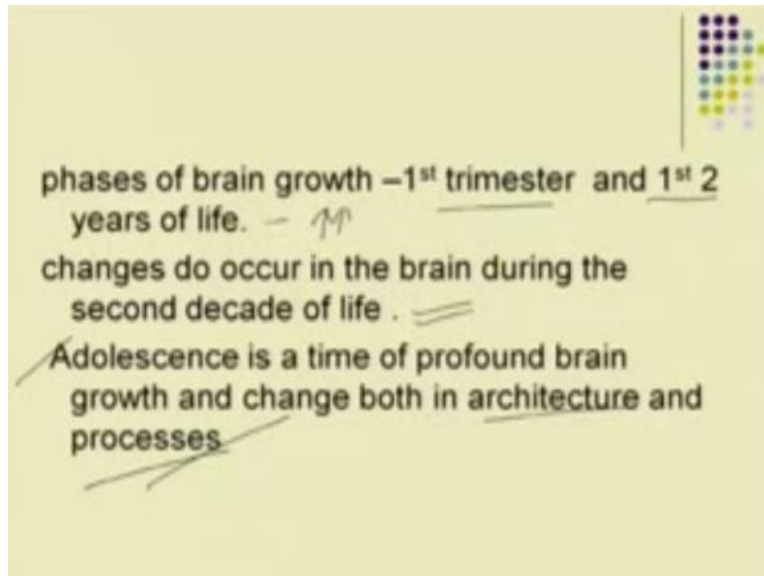 phases of brain growth –1st trimester and 1st 2
years of life.
changes do occur in the brain during the
second decade of life .
Adolescence is a time of profound brain
growth and change both in architecture and
processes